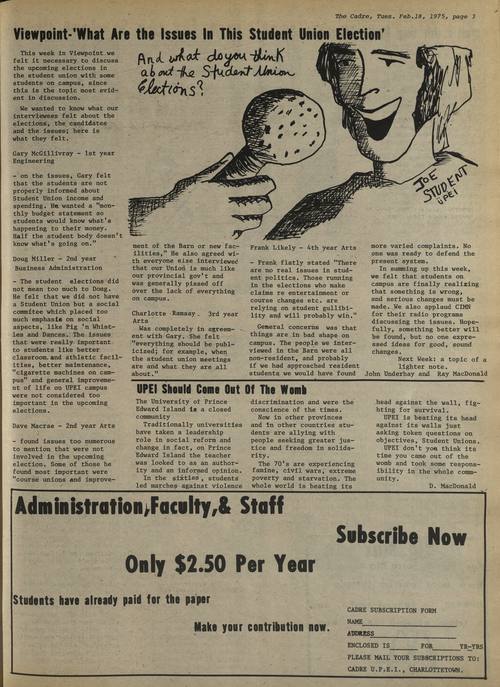 The Cadre, Tues. Feb.18, 1975, page 3
Viewpoint-'What Are the Issues In This Student Union Election'
This week in Viewpoint we
felt it necessary to discuss
the upcoming elections in
the student union with some
students on campus, since
this is the topic most evid-
ent in discussion.
We wanted to know what our
interviewees felt about the
elections, the candidates
and the issues; here is
what they felt.
Gary McGillivray - 1st year
Engineering
- on the issues, Gary felt
that the students are not
properly informed about
Student Union income and
spending. He wanted a "mon-
thly budget statement so
students would know what's
happening to their money.
Half the student body doesn't
know what's going on."
Doug Miller - 2nd year
Business Administration
- The student elections did
not mean too much to Doug.
He felt that we did not have
a Student Union but a social
committee which placed too
much emphasis on social
aspects, like Pig 'n Whist-
les and Dances. The issues
that were really important
to students like better
classroom and athletic facil-
ities, better maintenance,
"cigarette machines on cam-
pus" and general improveme-
nt of life on UPEI campus
were not considered too
important in the upcoming
elections.
Dave Macrae - 2nd year Arts
- found issues too numerous
to mention that were not
involved in the upcoming
election. Some of those he
found most important were
"course unions and improve-
And what do you think
about the Student Union
Elections?
JOE
STUDENT
UPEI
ment of the Barn or new fac-
ilities," He also agreed wi-
th everyone else interviewed
that our Union is much like
our provincial gov't and
was generally pissed off
over the lack of everything
on campus.
Charlotte Ramsay. 3rd year
Arts
Was completely in agreem-
ent with Gary. She felt
"everything should be publi-
icized; for example, when
the student union meetings
are and what they are all
about."
Frank Likely - 4th year Arts
- Frank flatly stated "There
are no real issues in stud-
ent politics. Those running
in the elections who make
claims re entertainment or
course changes etc. are
relying on student gullibi-
lity and will probably win."
General concerns was that
things are in bad shape on
campus. The people we inter-
viewed in the Barn were all
non-resident, and probably
if we had approached resident
students we would have found
more varied complaints. No
one was ready to defend the
present system.
In summing up this week,
we felt that students on
campus are finally realizing
that something is wrong,
and serious changes must be
made. We also applaud CIMN
for their radio programs
discussing the issues. Hope-
fully, something better will
be found, but no one expre-
ssed ideas for good, sound
changes.
Next Week: a topic of a
lighter note.
John Underhay and Ray MacDonald
UPEI Should Come Out Of The Womb
The University of Prince
Edward Island is a closed
community
Traditionally universities
have taken a leadership
role in social reform and
change in fact, on Prince
Edward Island the teacher
was looked to as an author-
ity and an informed opinion.
In the sixties, students
led marches against violence
discrimination and were the
conscience of the times.
Now in other provinces
and in other countries stu-
dents are allying with
people seeking greater jus-
tice and freedom in solida-
rity.
The 70's are experiencing
famine, civil wars, extreme
poverty and starvation. The
whole world is beating its
head against the wall, fig-
hting for survival.
UPEI is beating its head
against its walls just
asking token questions on
objectives, Student Unions.
UPEI don't you think its
time you came out of the
womb and took some respons-
ibility in the whole comm-
unity.
D. MacDonald
Administration, Faculty, & Staff
Subscribe Now
Only $2.50 Per Year
Students have already paid for the paper
Make your contribution now.
CADRE SUBSCRIPTION FORM
NAME
ADDRESS
ENCLOSED IS FOR YR-YRS
PLEASE MAIL YOUR SUBSCRIPTIONS TO:
CADRE U.P.E.I., CHARLOTTETOWN.